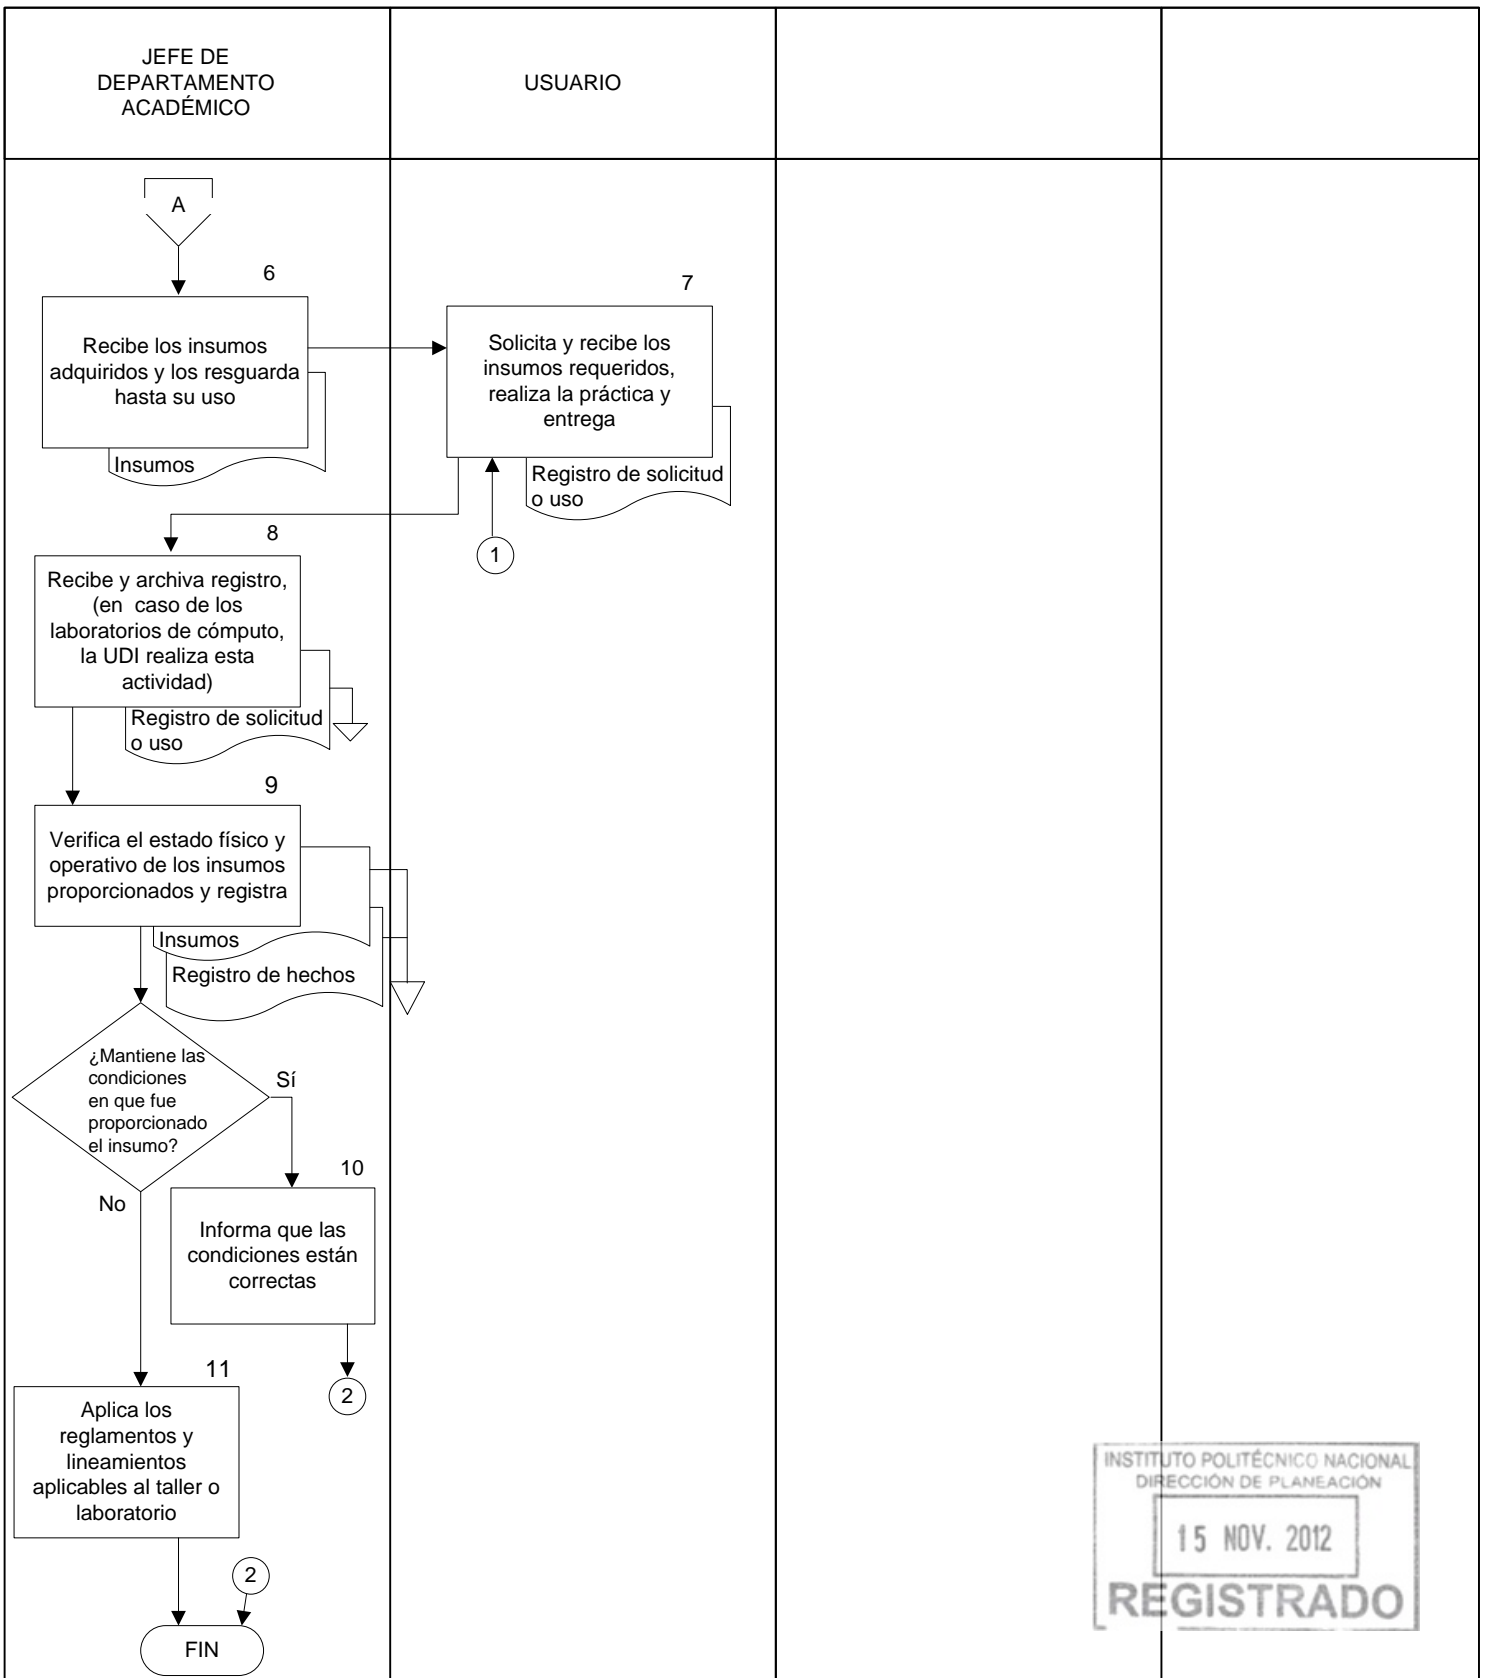 JEFE DE
DEPARTAMENTO
ACADÉMICO
USUARIO
A
6
Recibe los insumos
adquiridos y los resguarda
hasta su uso
Insumos
7
Solicita y recibe los
insumos requeridos,
realiza la práctica y
entrega
Registro de solicitud
o uso
1
8
Recibe y archiva registro,
(en caso de los
laboratorios de cómputo,
la UDI realiza esta
actividad)
Registro de solicitud
o uso
9
Verifica el estado físico y
operativo de los insumos
proporcionados y registra
Insumos
Registro de hechos
¿Mantiene las
condiciones
en que fue
proporcionado
el insumo?
Sí
No
10
Informa que las
condiciones están
correctas
2
11
Aplica los
reglamentos y
lineamientos
aplicables al taller o
laboratorio
2
FIN
INSTITUTO POLITÉCNICO NACIONAL
DIRECCIÓN DE PLANEACIÓN
15 NOV. 2012
REGISTRADO